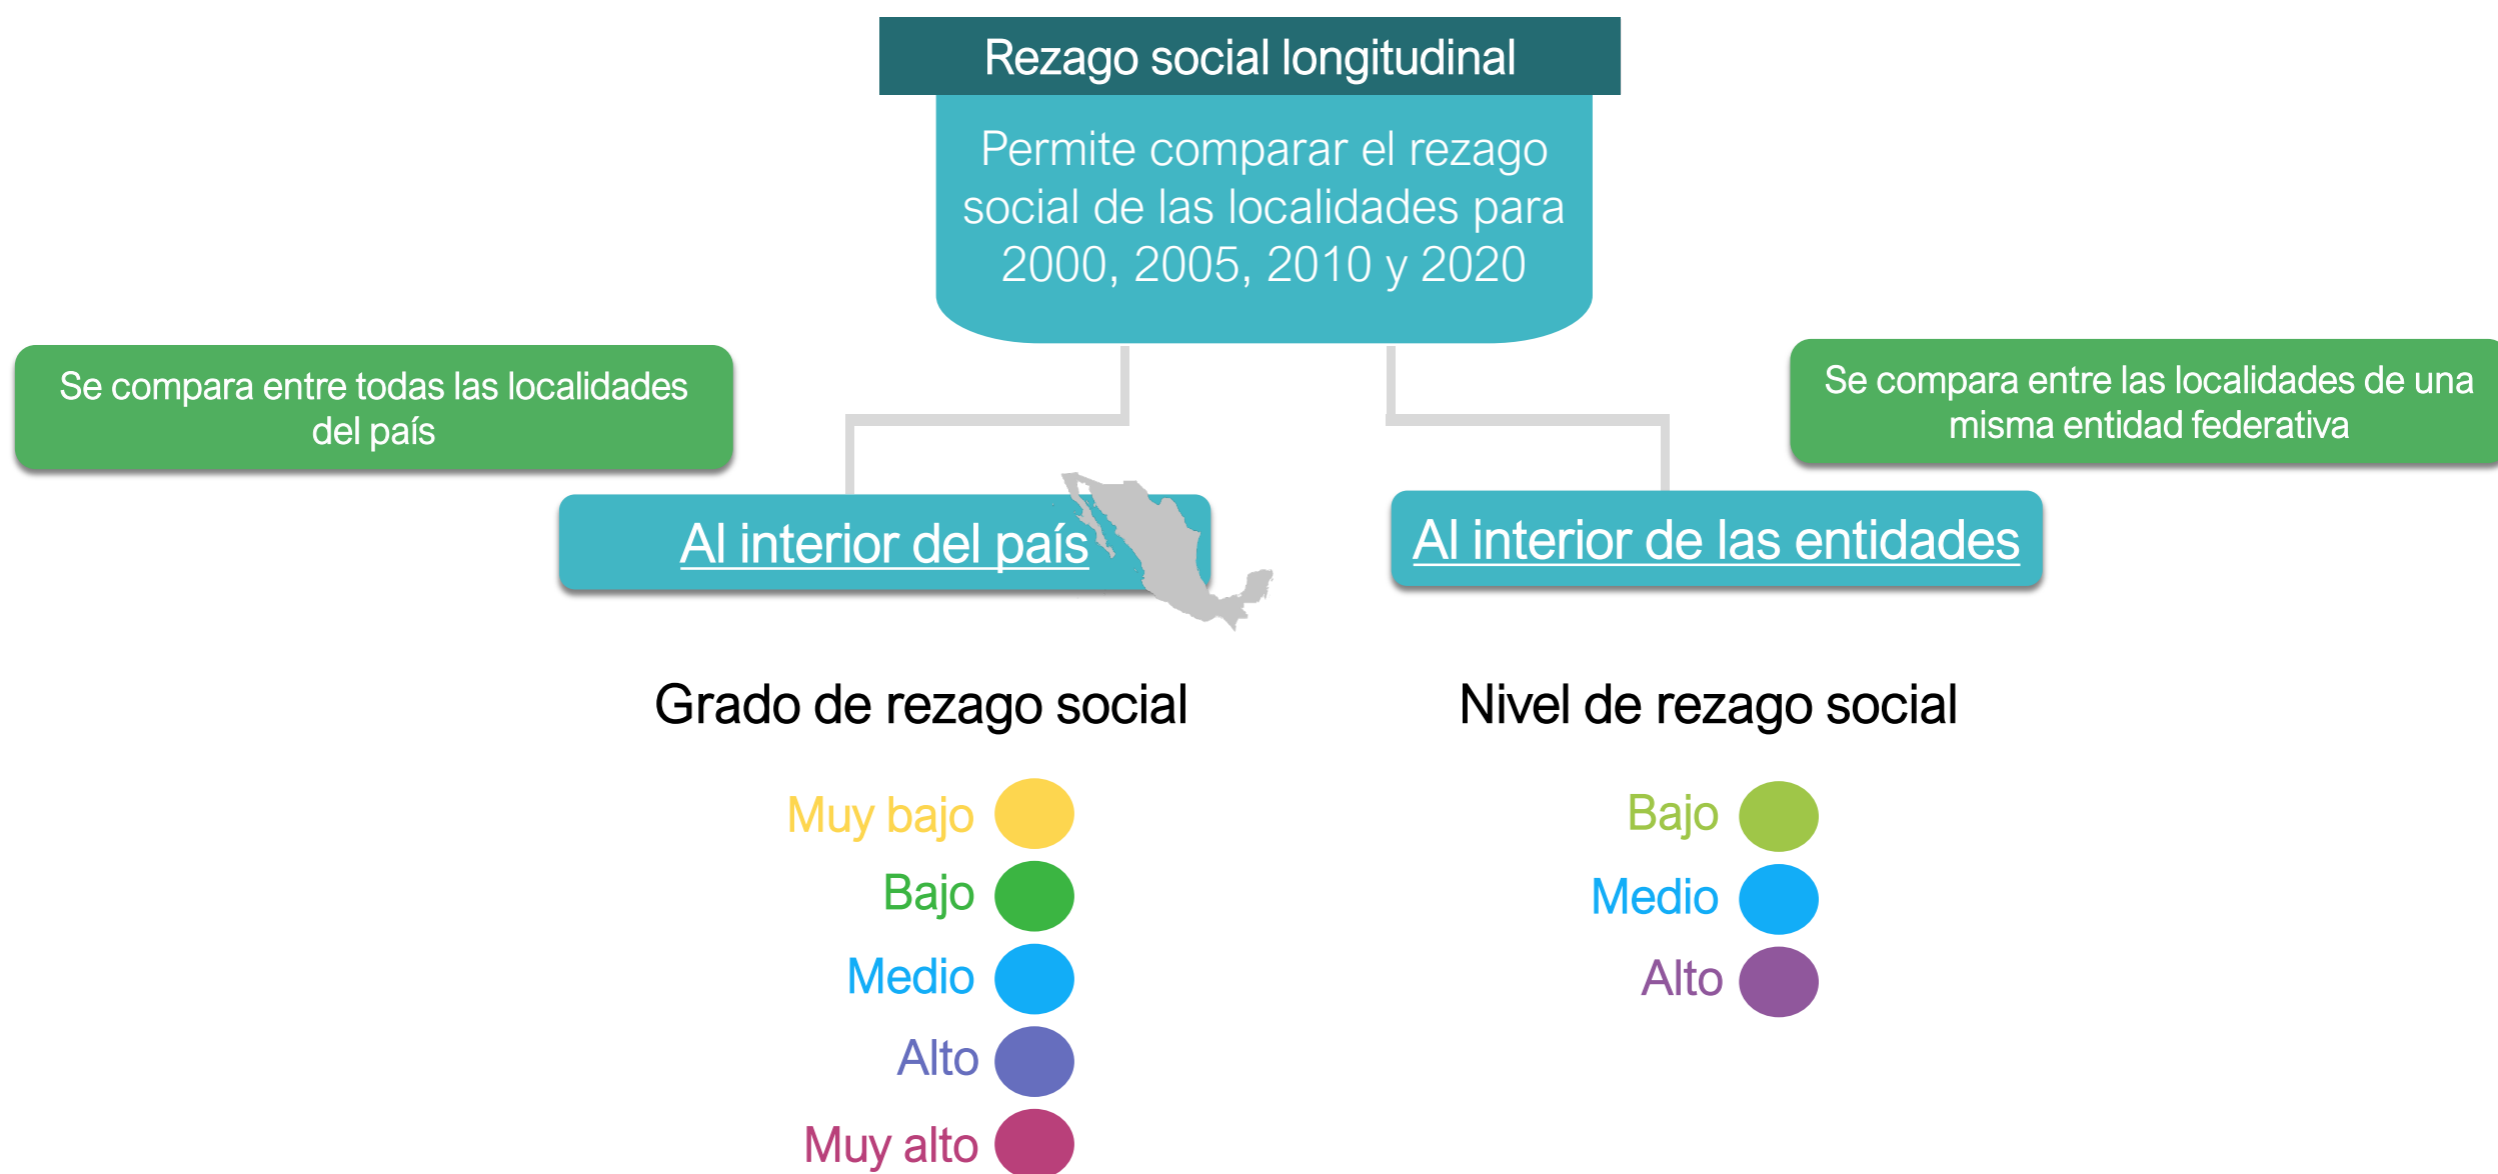 Rezago social longitudinal
Permite comparar el rezago
social de las localidades para
2000, 2005, 2010 y 2020
Se compara entre todas las localidades
del país
Se compara entre las localidades de una
misma entidad federativa
Al interior del país
Al interior de las entidades
Grado de rezago social
Muy bajo
Bajo
Medio
Alto
Muy alto
Nivel de rezago social
Bajo
Medio
Alto